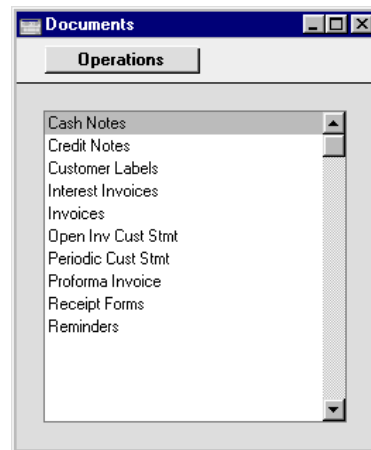 Documents
Operations
Cash Notes
Credit Notes
Customer Labels
Interest Invoices
Invoices
Open Inv Cust Stmt
Periodic Cust Stmt
Proforma Invoice
Receipt Forms
Reminders